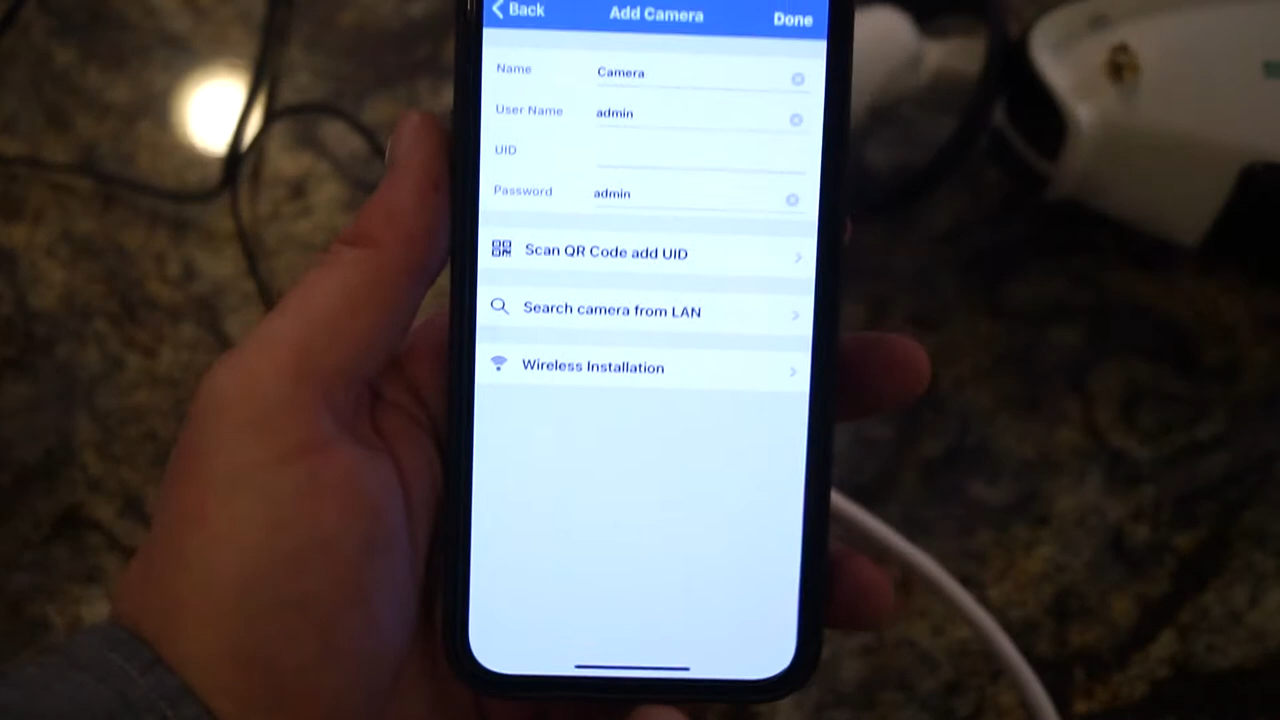 Back Add Camera Done
Name Camera
User Name admin
UID
Password admin
Scan QR Code add UID
Search camera from LAN
Wireless Installation